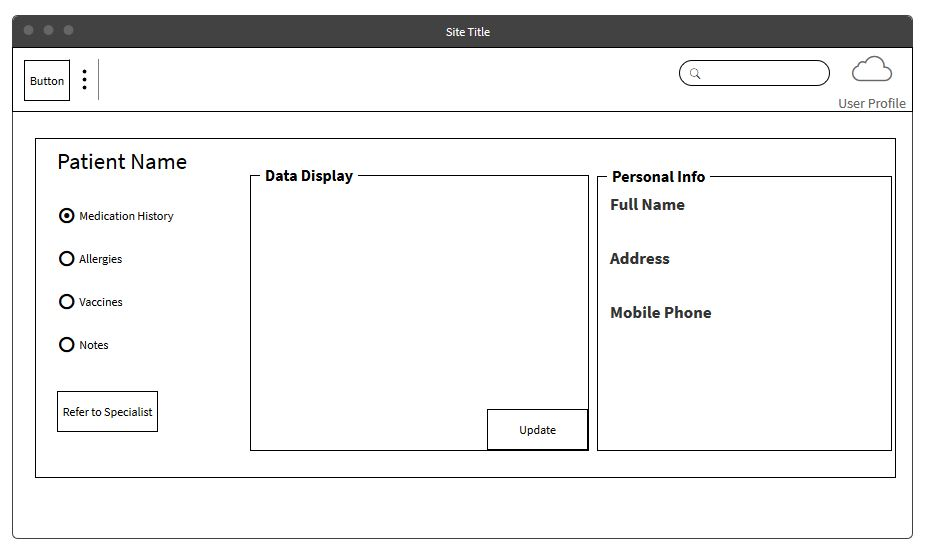 Site Title
Button
User Profile
Patient Name
Medication History
Allergies
Vaccines
Notes
Refer to Specialist
Data Display
Update
Personal Info
Full Name
Address
Mobile Phone